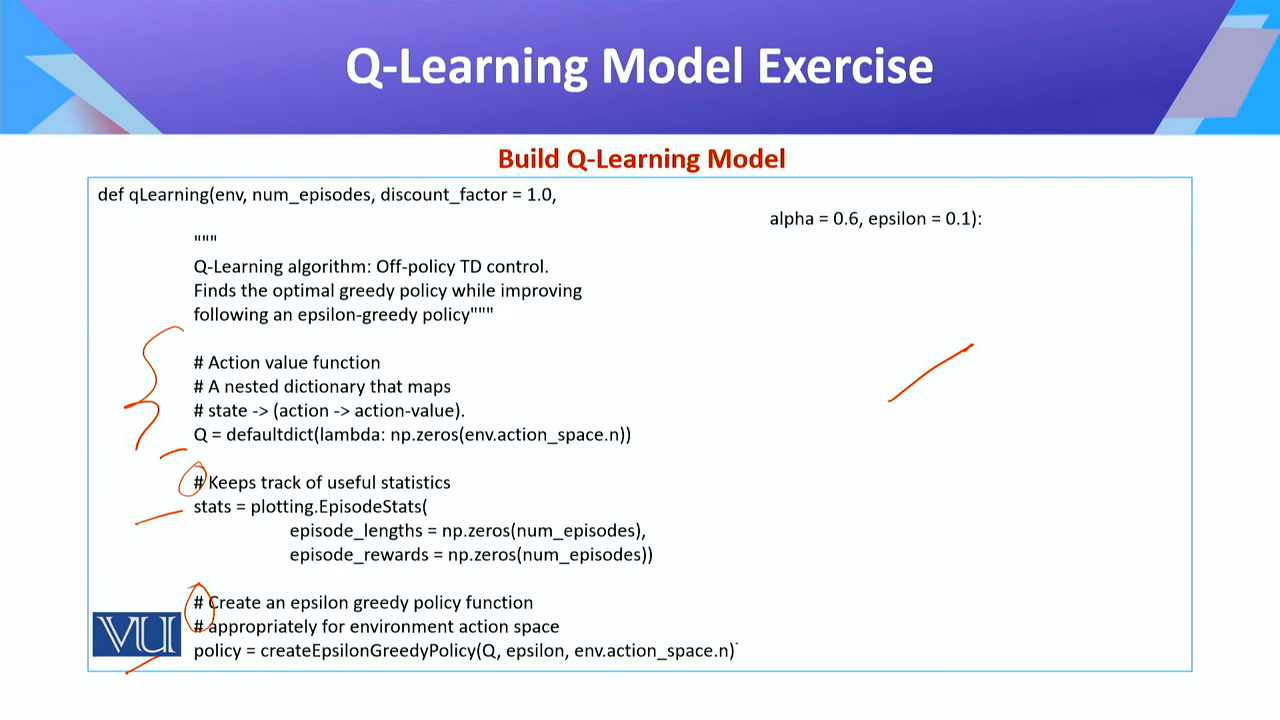 Q-Learning Model Exercise
Build Q-Learning Model
def qLearning(env, num_episodes, discount_factor = 1.0,
alpha = 0.6, epsilon = 0.1):
"""
Q-Learning algorithm: Off-policy TD control.
Finds the optimal greedy policy while improving
following an epsilon-greedy policy"""
# Action value function
# A nested dictionary that maps
# state -> (action -> action-value).
Q = defaultdict(lambda: np.zeros(env.action_space.n))
# Keeps track of useful statistics
stats = plotting.EpisodeStats(
episode_lengths = np.zeros(num_episodes),
episode_rewards = np.zeros(num_episodes))
# Create an epsilon greedy policy function
# appropriately for environment action space
policy = createEpsilonGreedyPolicy(Q, epsilon, env.action_space.n)
VU